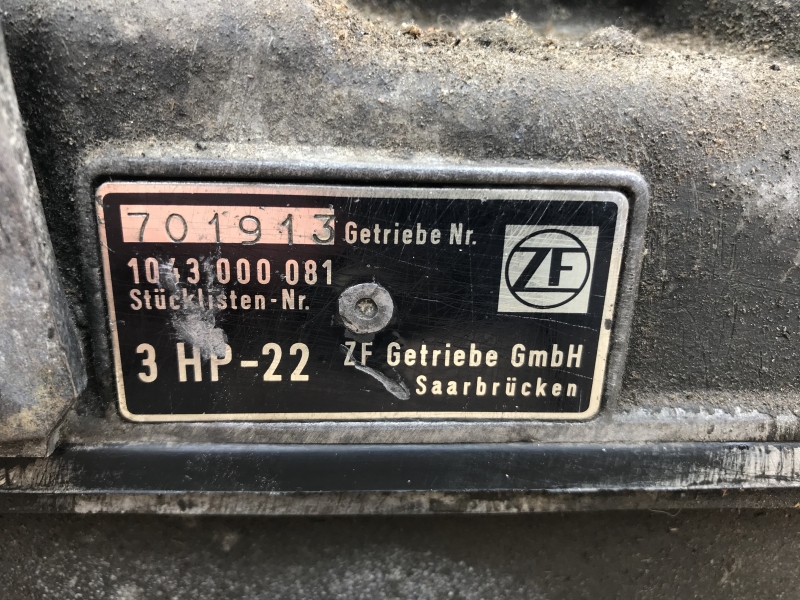 701913 Getriebe Nr.
1043 000 081
Stücklisten-Nr.
ZF
3 HP-22
ZF Getriebe GmbH
Saarbrücken